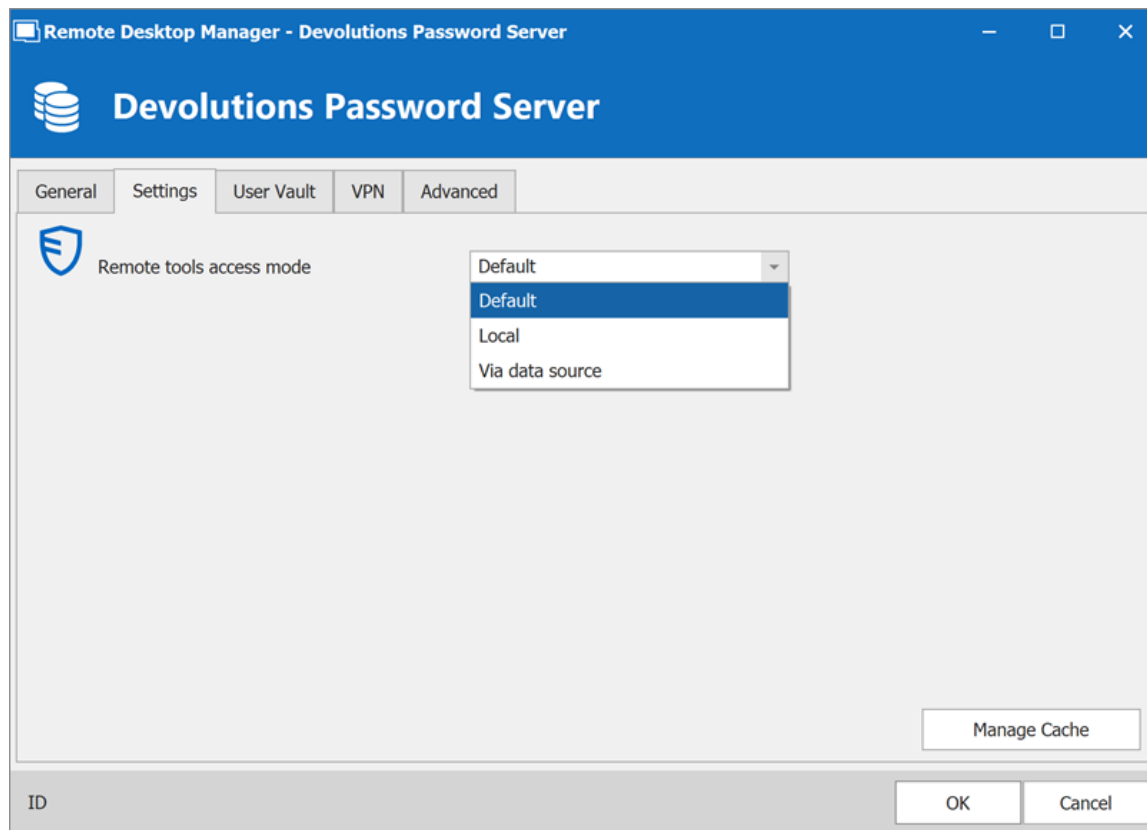 Remote Desktop Manager - Devolutions Password Server
Devolutions Password Server
General Settings User Vault VPN Advanced
Remote tools access mode Default
Default
Local
Via data source
Manage Cache
ID OK Cancel